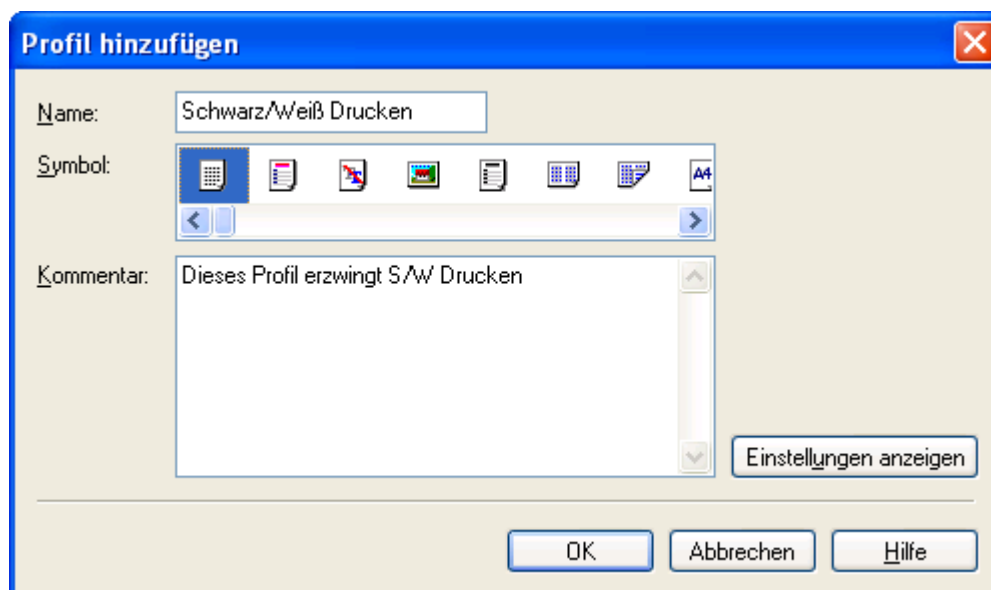 Profil hinzufügen
Name: Schwarz/Weiß Drucken
Symbol:
A4
Kommentar: Dieses Profil erzwingt S/W Drucken
Einstellungen anzeigen
OK Abbrechen Hilfe